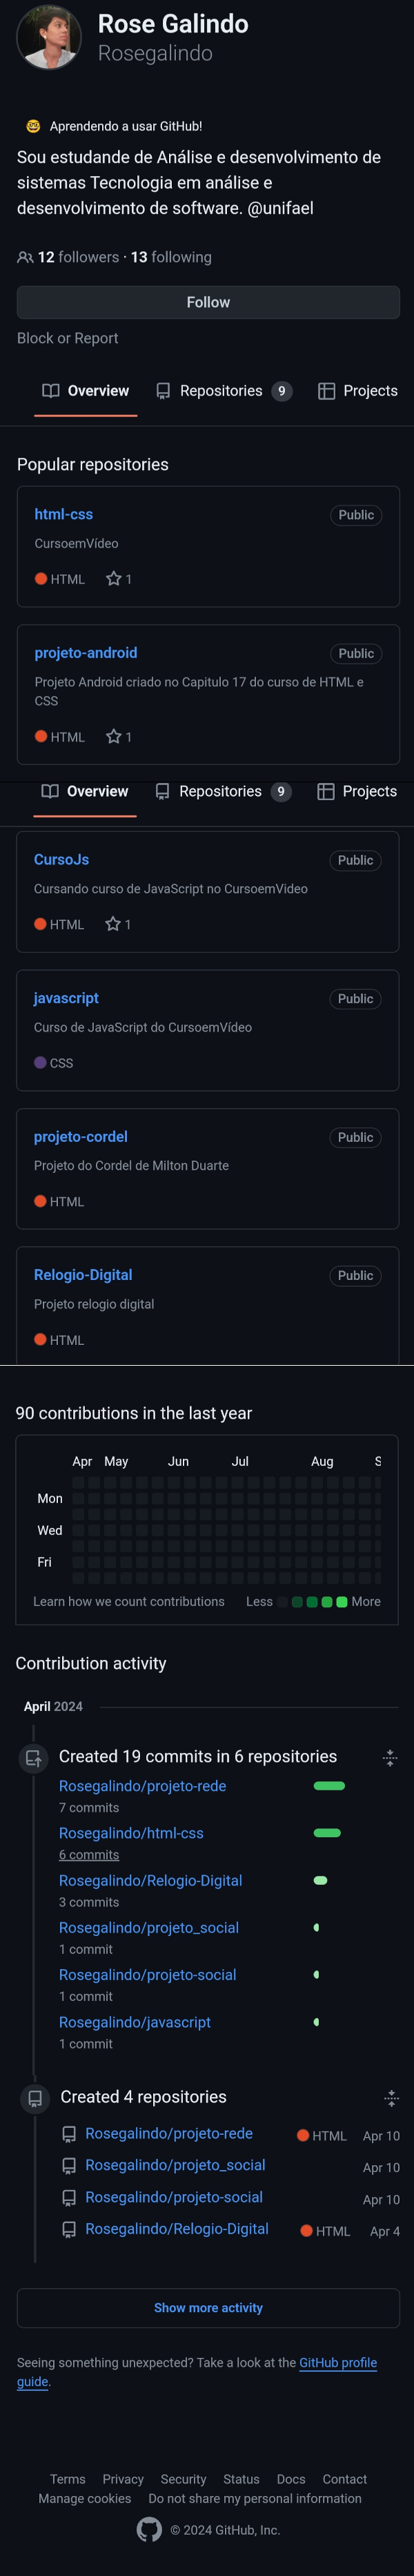 Rose Galindo
Rosegalindo
Aprendendo a usar GitHub!
Sou estudande de Análise e desenvolvimento de
sistemas Tecnologia em análise e
desenvolvimento de software. @unifael
12 followers · 13 following
Follow
Block or Report
Overview Repositories 9 Projects
Popular repositories
html-css Public
CursoemVídeo
HTML 1
projeto-android Public
Projeto Android criado no Capitulo 17 do curso de HTML e
CSS
HTML 1
Overview Repositories 9 Projects
CursoJs Public
Cursando curso de JavaScript no CursoemVideo
HTML 1
javascript Public
Curso de JavaScript do CursoemVídeo
CSS
projeto-cordel Public
Projeto do Cordel de Milton Duarte
HTML
Relogio-Digital Public
Projeto relogio digital
HTML
90 contributions in the last year
Apr May Jun Jul Aug S
Mon
Wed
Fri
Learn how we count contributions Less More
Contribution activity
April 2024
Created 19 commits in 6 repositories
Rosegalindo/projeto-rede
7 commits
Rosegalindo/html-css
6 commits
Rosegalindo/Relogio-Digital
3 commits
Rosegalindo/projeto_social
1 commit
Rosegalindo/projeto-social
1 commit
Rosegalindo/javascript
1 commit
Created 4 repositories
Rosegalindo/projeto-rede HTML Apr 10
Rosegalindo/projeto_social Apr 10
Rosegalindo/projeto-social Apr 10
Rosegalindo/Relogio-Digital HTML Apr 4
Show more activity
Seeing something unexpected? Take a look at the GitHub profile
guide.
Terms Privacy Security Status Docs Contact
Manage cookies Do not share my personal information
© 2024 GitHub, Inc.